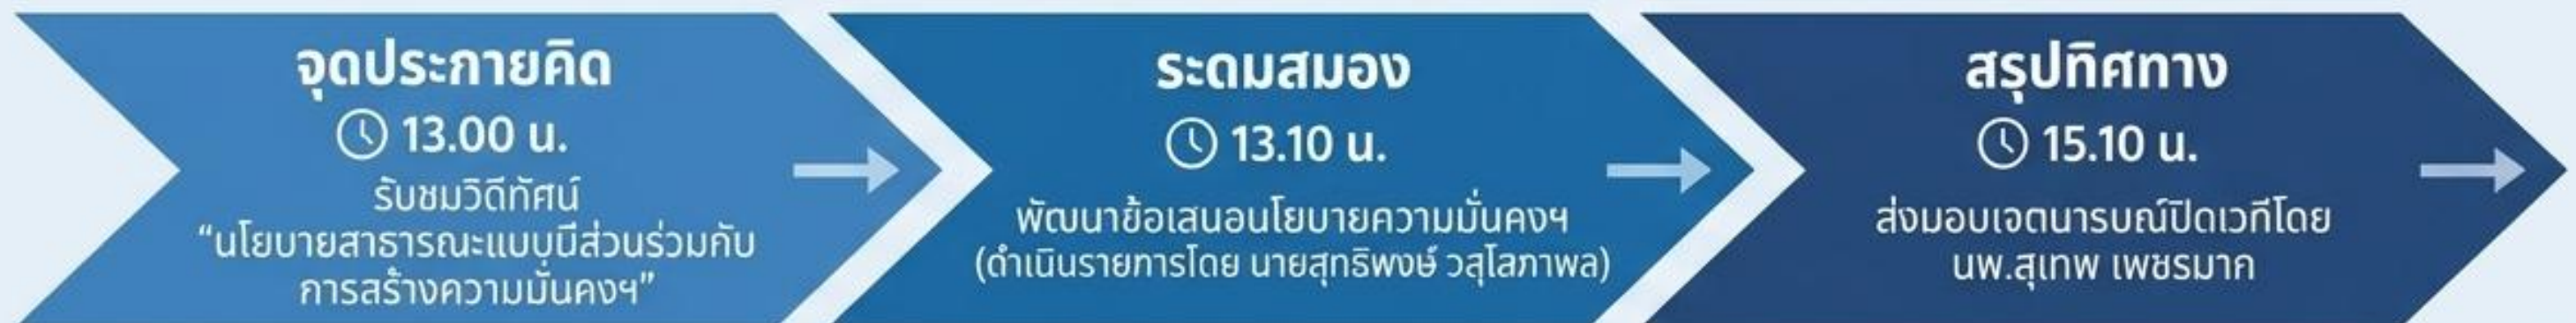 จุดประกายคิด
13.00 น.
รับชมวิดีทัศน์
“นโยบายสาธารณะแบบบนีส่วนร่วมกับ
การสร้างความมั่นคงฯ”
ระดมสมอง
13.10 น.
พัฒนาย้อเสนอนโยบายความมั่นคงฯ
(ดำเนินรายทารโดย นายสุทธิพงษ์ วสุโสภาพล)
สรุปทิศทาง
15.10 น.
ส่งมอบเจตนารบณ์ปิดเวทีโดย
นพ.สุเทพ เพชรมาก